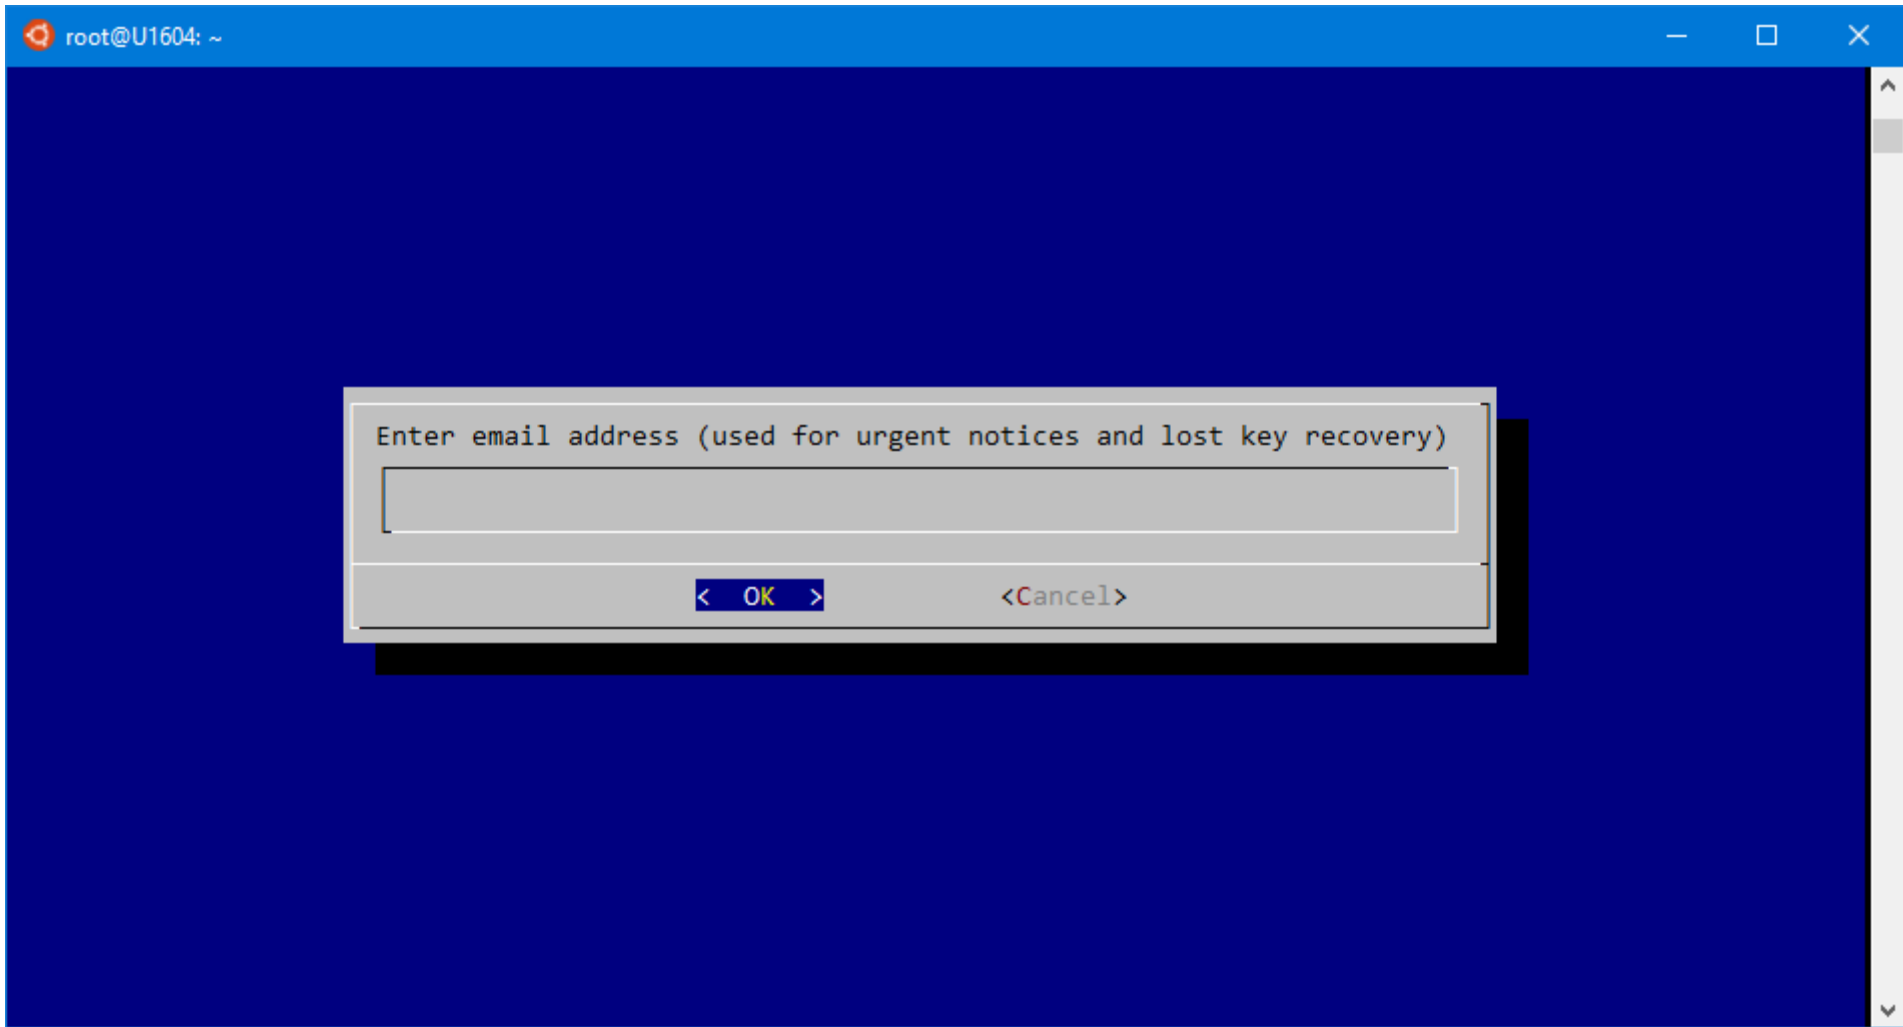 root@U1604: ~
Enter email address (used for urgent notices and lost key recovery)
<  OK  > <Cancel>